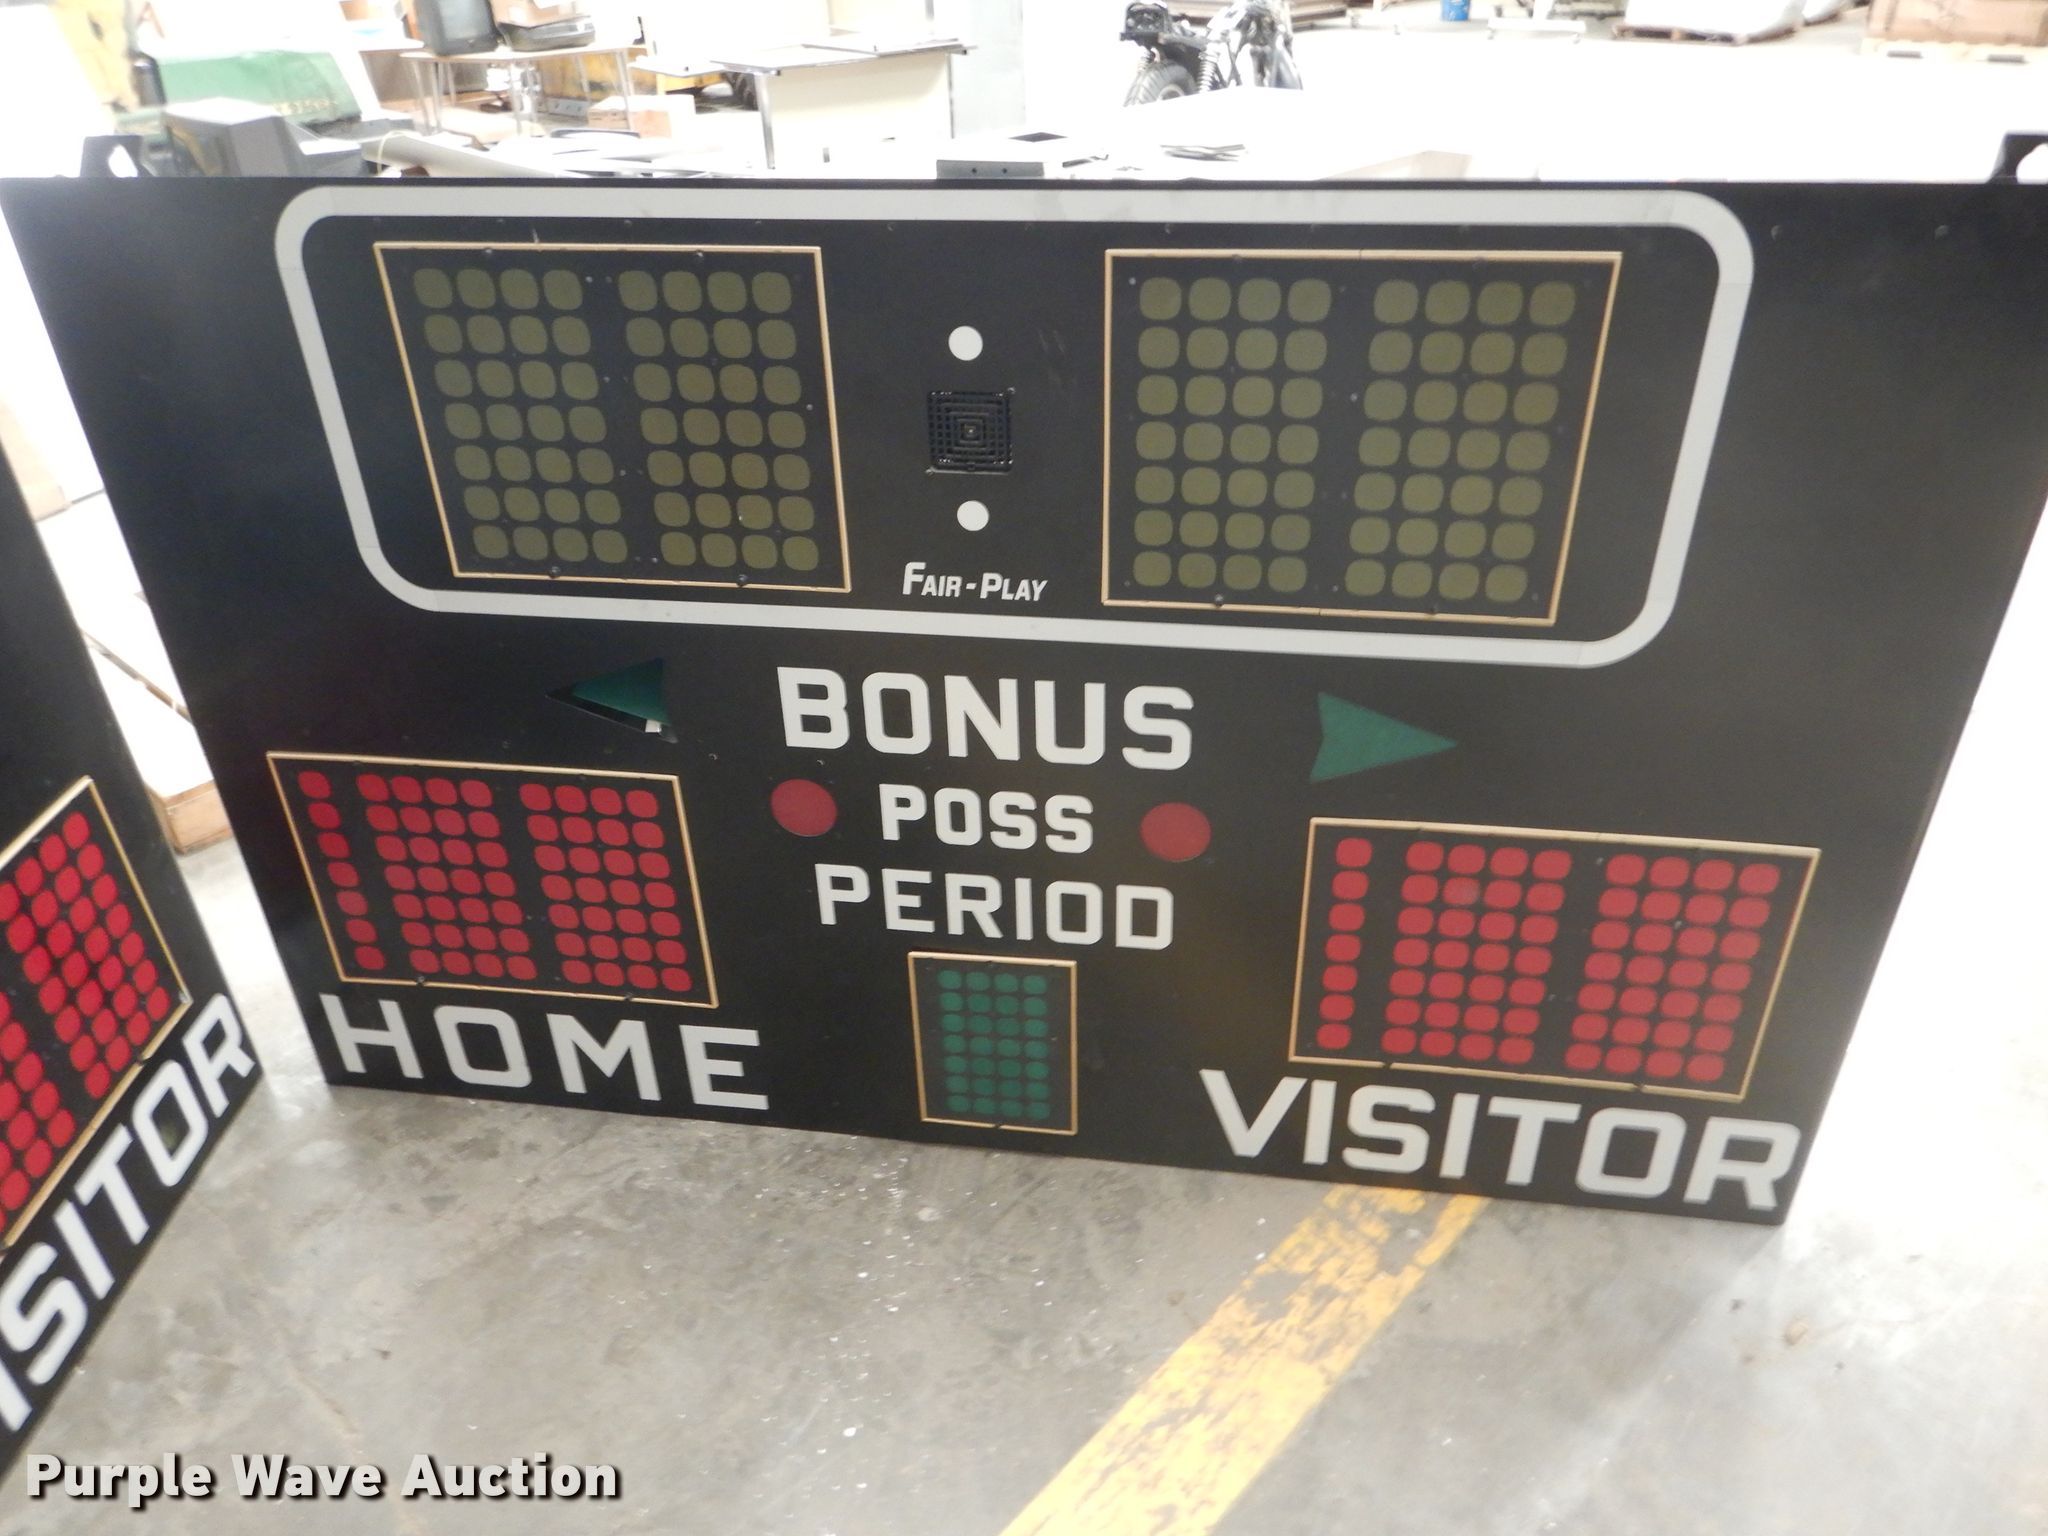 FAIR-PLAY
BONUS
POSS
PERIOD
HOME
VISITOR
ISITOR
Purple Wave Auction